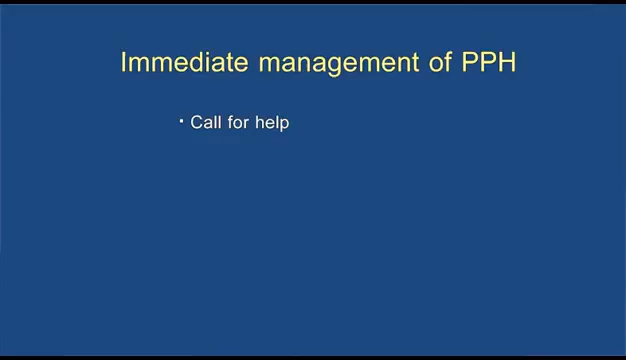 Immediate management of PPH
• Call for help